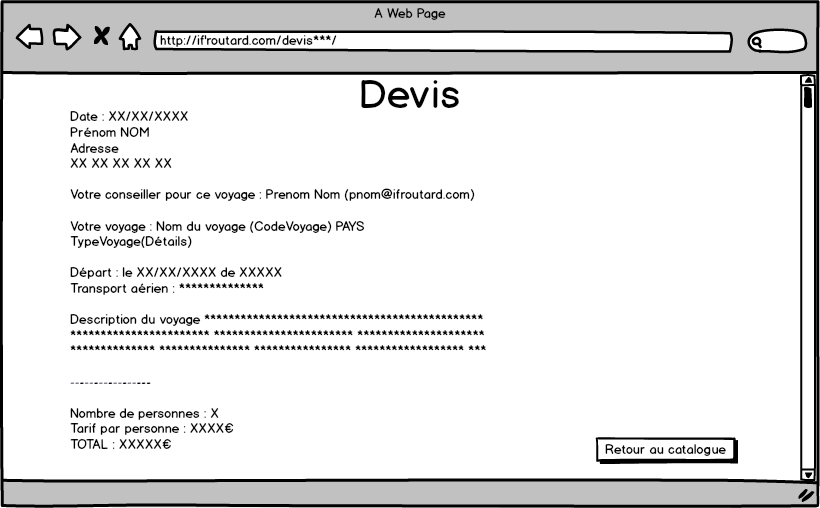 A Web Page
http://if'routard.com/devis***/
Devis
Date : XX/XX/XXXX
Prénom NOM
Adresse
XX XX XX XX XX
Votre conseiller pour ce voyage : Prenom Nom (pnom@ifroutard.com)
Votre voyage : Nom du voyage (CodeVoyage) PAYS
TypeVoyage(Détails)
Départ : le XX/XX/XXXX de XXXXX
Transport aérien : **************
Description du voyage **********************************************
*********************** *********************** *********************
************** *************** **************** ****************** ***
-----------------
Nombre de personnes : X
Tarif par personne : XXXX€
TOTAL : XXXXX€
Retour au catalogue